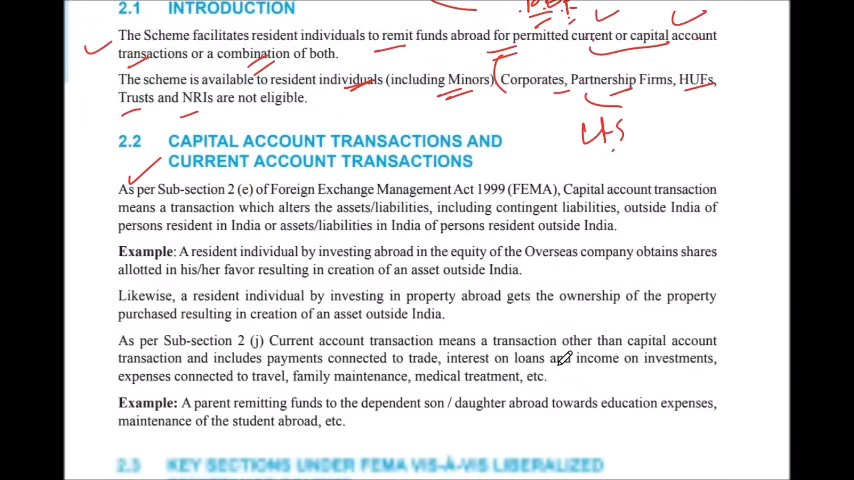 2.1 INTRODUCTION
The Scheme facilitates resident individuals to remit funds abroad for permitted current or capital account
transactions or a combination of both.
The scheme is available to resident individuals (including Minors). Corporates, Partnership Firms, HUFs,
Trusts and NRIs are not eligible.
2.2 CAPITAL ACCOUNT TRANSACTIONS AND
CURRENT ACCOUNT TRANSACTIONS
As per Sub-section 2 (e) of Foreign Exchange Management Act 1999 (FEMA), Capital account transaction
means a transaction which alters the assets/liabilities, including contingent liabilities, outside India of
persons resident in India or assets/liabilities in India of persons resident outside India.
Example: A resident individual by investing abroad in the equity of the Overseas company obtains shares
allotted in his/her favor resulting in creation of an asset outside India.
Likewise, a resident individual by investing in property abroad gets the ownership of the property
purchased resulting in creation of an asset outside India.
As per Sub-section 2 (j) Current account transaction means a transaction other than capital account
transaction and includes payments connected to trade, interest on loans and income on investments,
expenses connected to travel, family maintenance, medical treatment, etc.
Example: A parent remitting funds to the dependent son / daughter abroad towards education expenses,
maintenance of the student abroad, etc.
2.3 KEY SECTIONS UNDER FEMA VIS-À-VIS LIBERALIZED